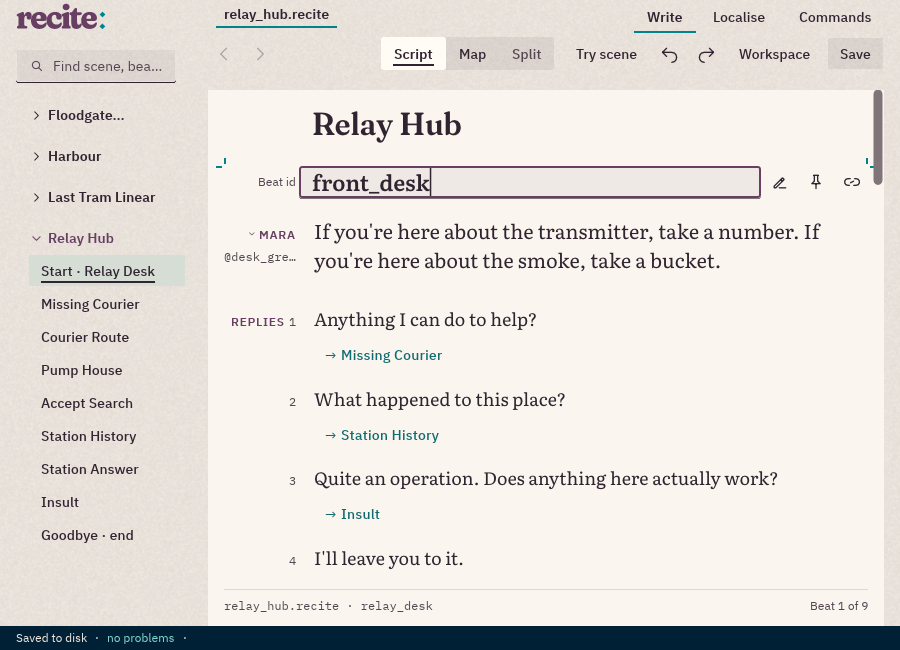 recite:
relay_hub.recite
Write
Localise
Commands
Script
Map
Split
Try scene
Workspace
Save
Find scene, bea...
Floodgate...
Harbour
Last Tram Linear
Relay Hub
Start · Relay Desk
Missing Courier
Courier Route
Pump House
Accept Search
Station History
Station Answer
Insult
Goodbye · end
Relay Hub
Beat id
front_desk
MARA
@desk_gre…
If you're here about the transmitter, take a number. If
you're here about the smoke, take a bucket.
REPLIES 1
Anything I can do to help?
→ Missing Courier
2
What happened to this place?
→ Station History
3
Quite an operation. Does anything here actually work?
→ Insult
4
I'll leave you to it.
relay_hub.recite · relay_desk
Beat 1 of 9
Saved to disk · no problems ·